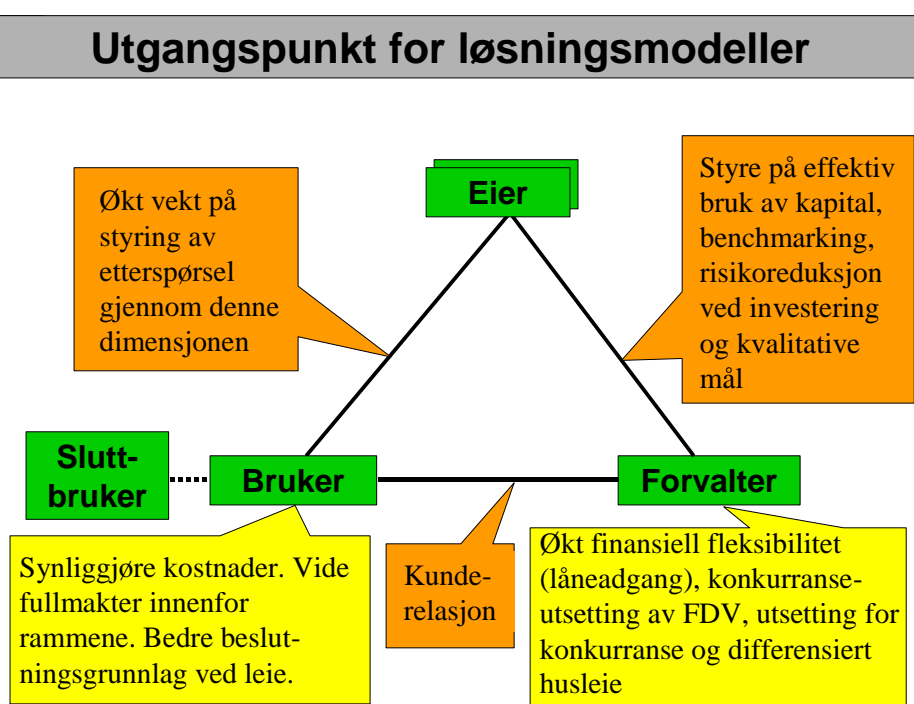 Utgangspunkt for løsningsmodeller
Økt vekt på
styring av
etterspørsel
gjennom denne
dimensjonen
Eier
Styre på effektiv
bruk av kapital,
benchmarking,
risikoreduksjon
ved investering
og kvalitative
mål
Slutt-
bruker
Bruker
Forvalter
Synliggjøre kostnader. Vide
fullmakter innenfor
rammene. Bedre beslut-
ningsgrunnlag ved leie.
Kunde-
relasjon
Økt finansiell fleksibilitet
(låneadgang), konkurranse-
utsetting av FDV, utsetting for
konkurranse og differensiert
husleie